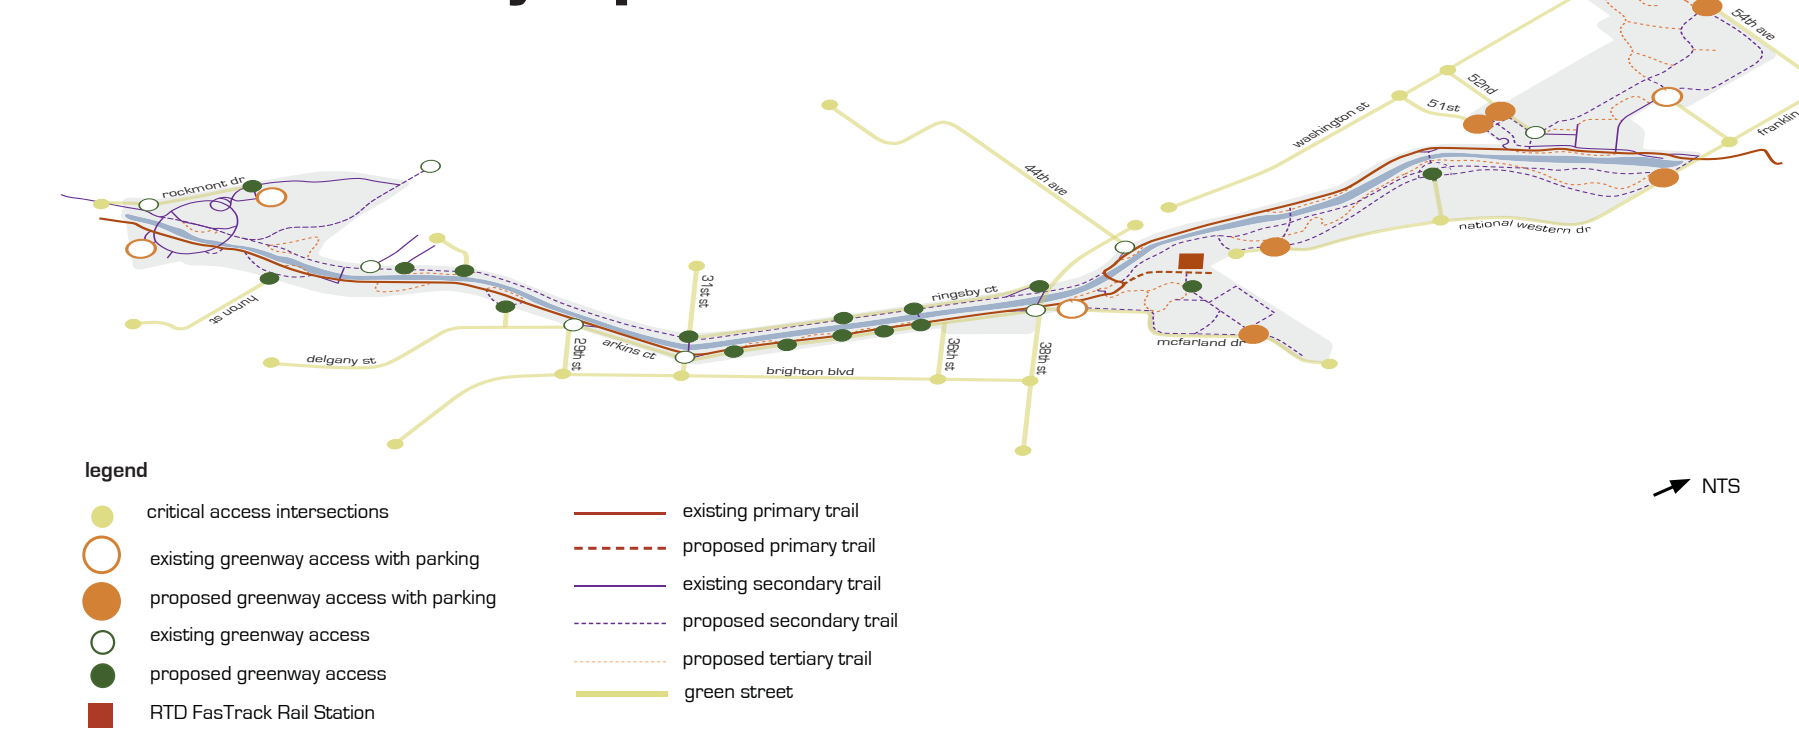 54th ave
52nd
51st
washington st
franklin
44th ave
rockmont dr
national western dr
31st st
ringsby ct
huron st
29th st
arkins ct
36th st
38th st
mcfarland dr
delgany st
brighton blvd
legend
NTS
critical access intersections
existing greenway access with parking
proposed greenway access with parking
existing greenway access
proposed greenway access
RTD FasTrack Rail Station
existing primary trail
proposed primary trail
existing secondary trail
proposed secondary trail
proposed tertiary trail
green street